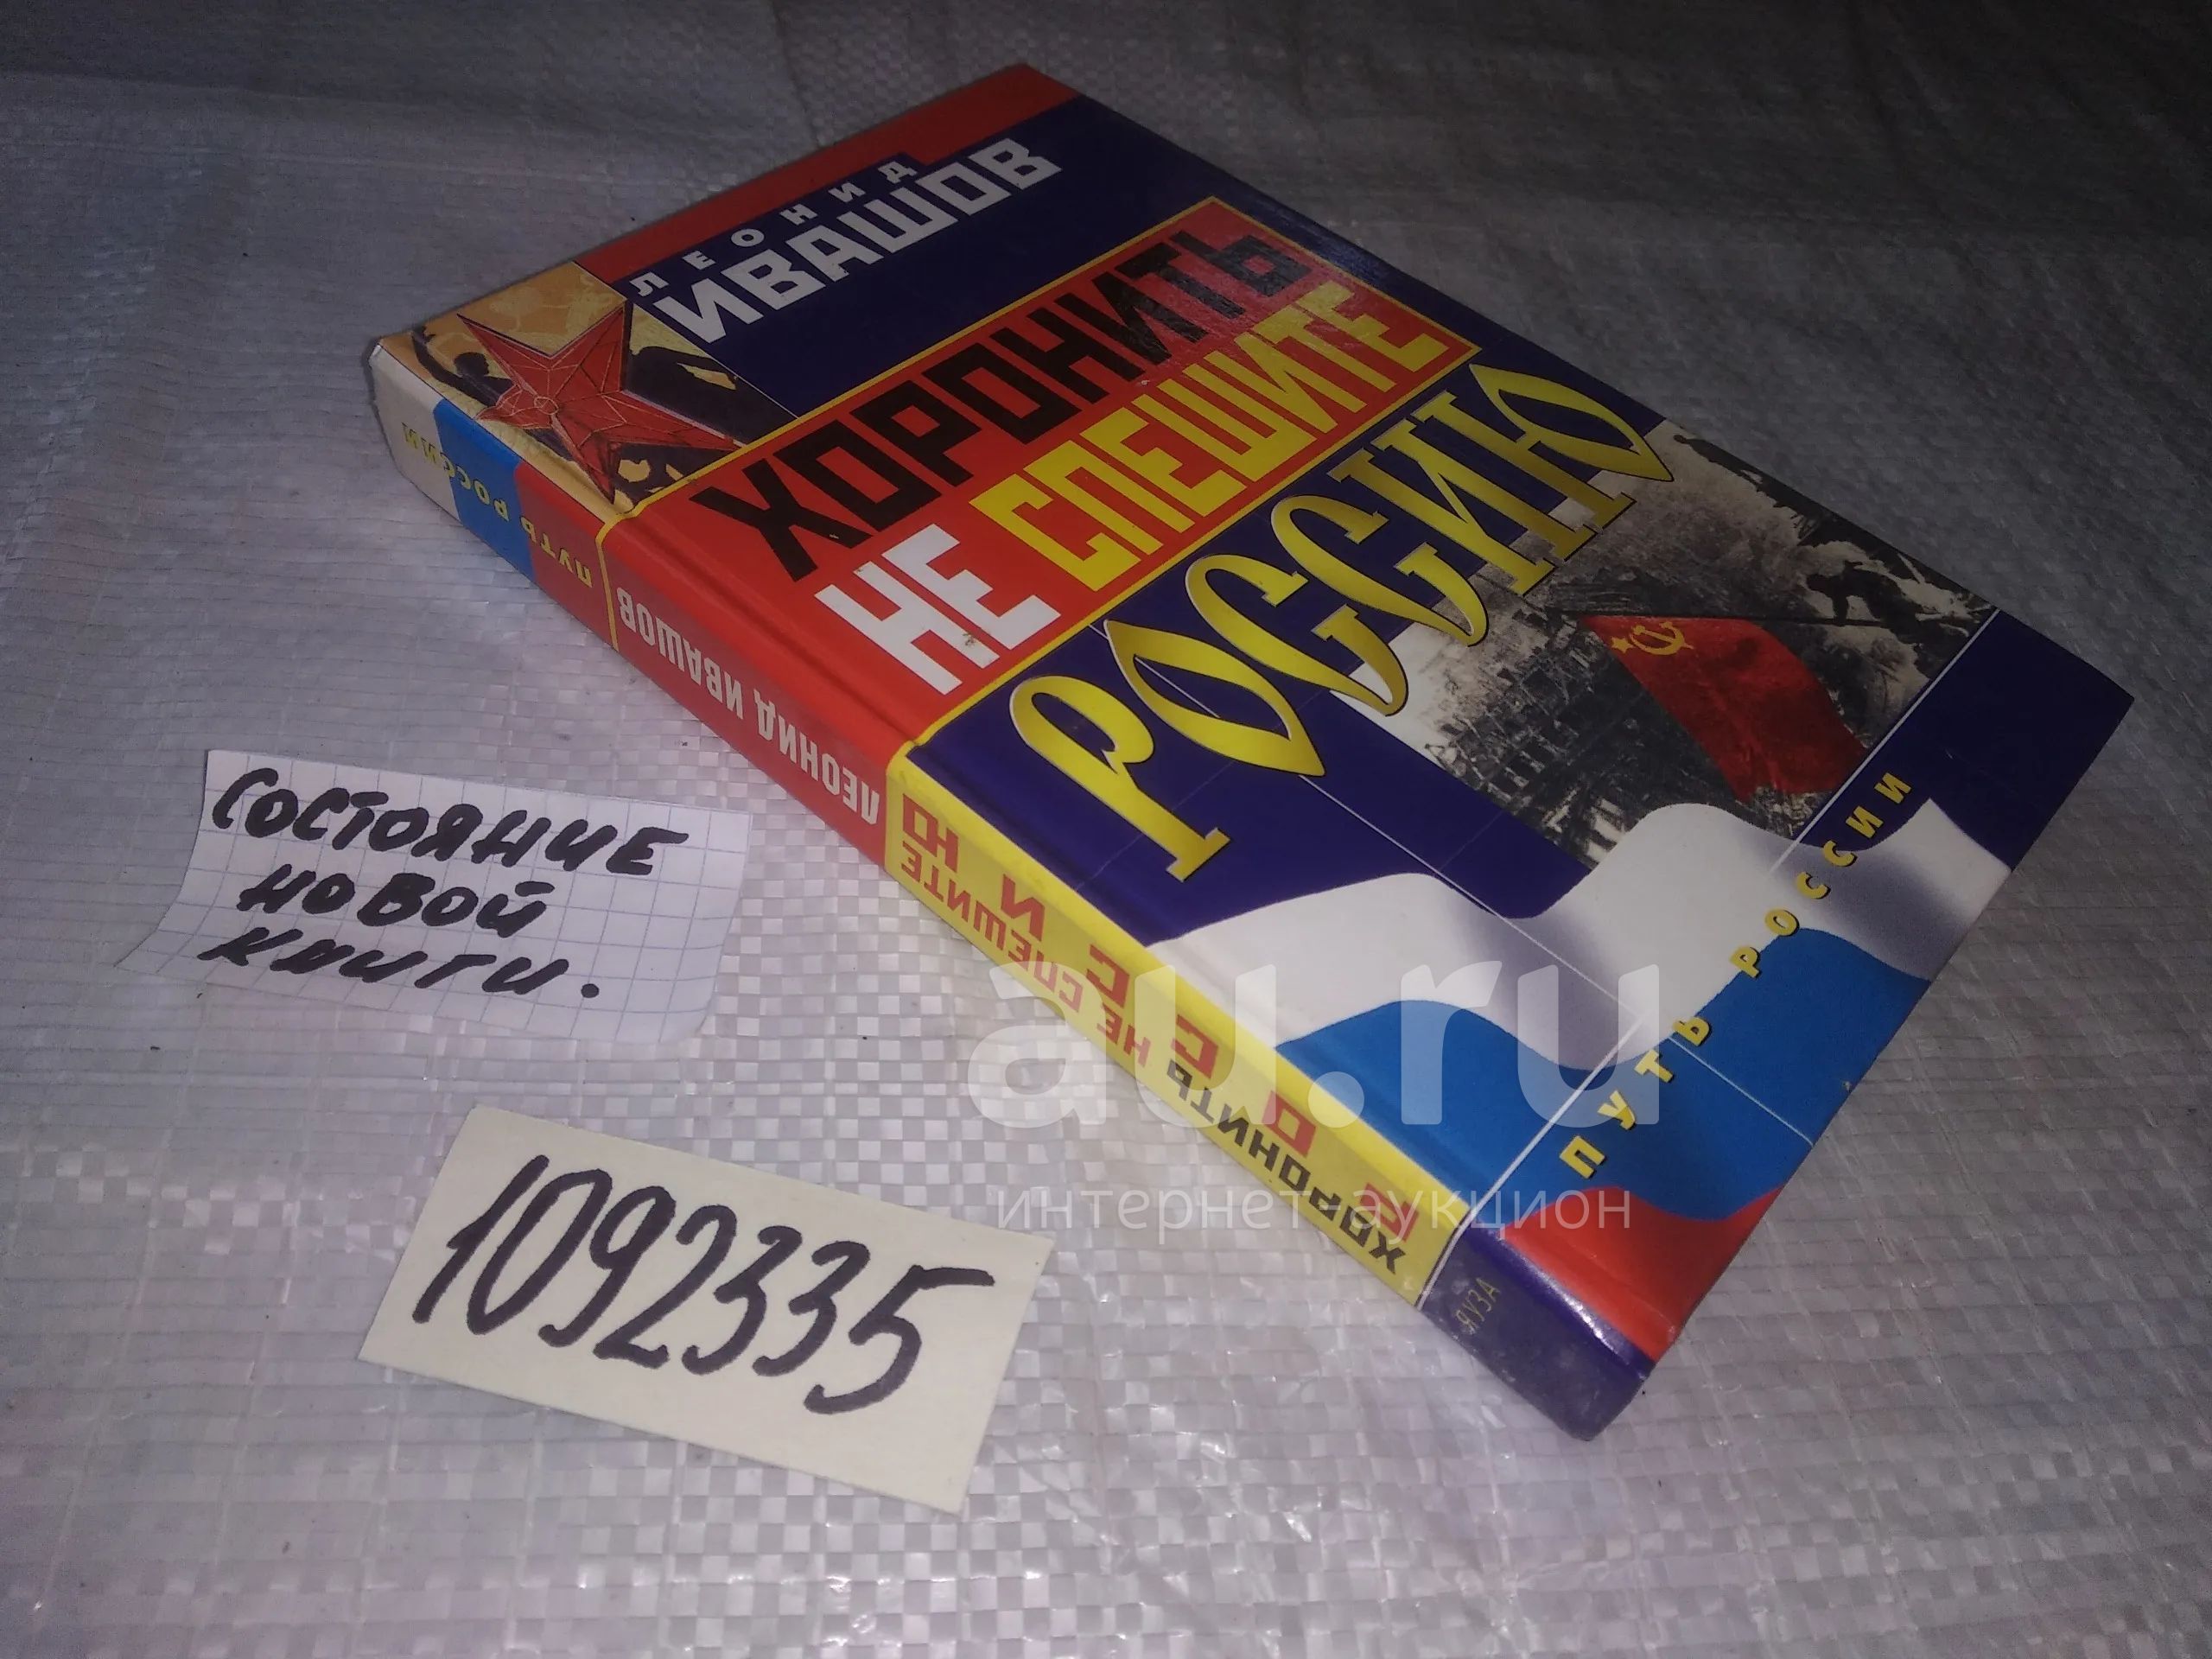 ЛЕОНИД
ИВАШОВ
ХОРОНИТЬ
НЕ СПЕШИТЕ
РОССИЮ
ПУТЬ РОССИИ
ПУТЬ РОССИИ
ЛЕОНИД ИВАШОВ
ХОРОНИТЬ НЕ СПЕШИТЕ
РОССИЮ
ЯУЗА
СОСТОЯНИЕ
НОВОЙ
КНИГИ.
1092335
au.ru
интернет-аукцион